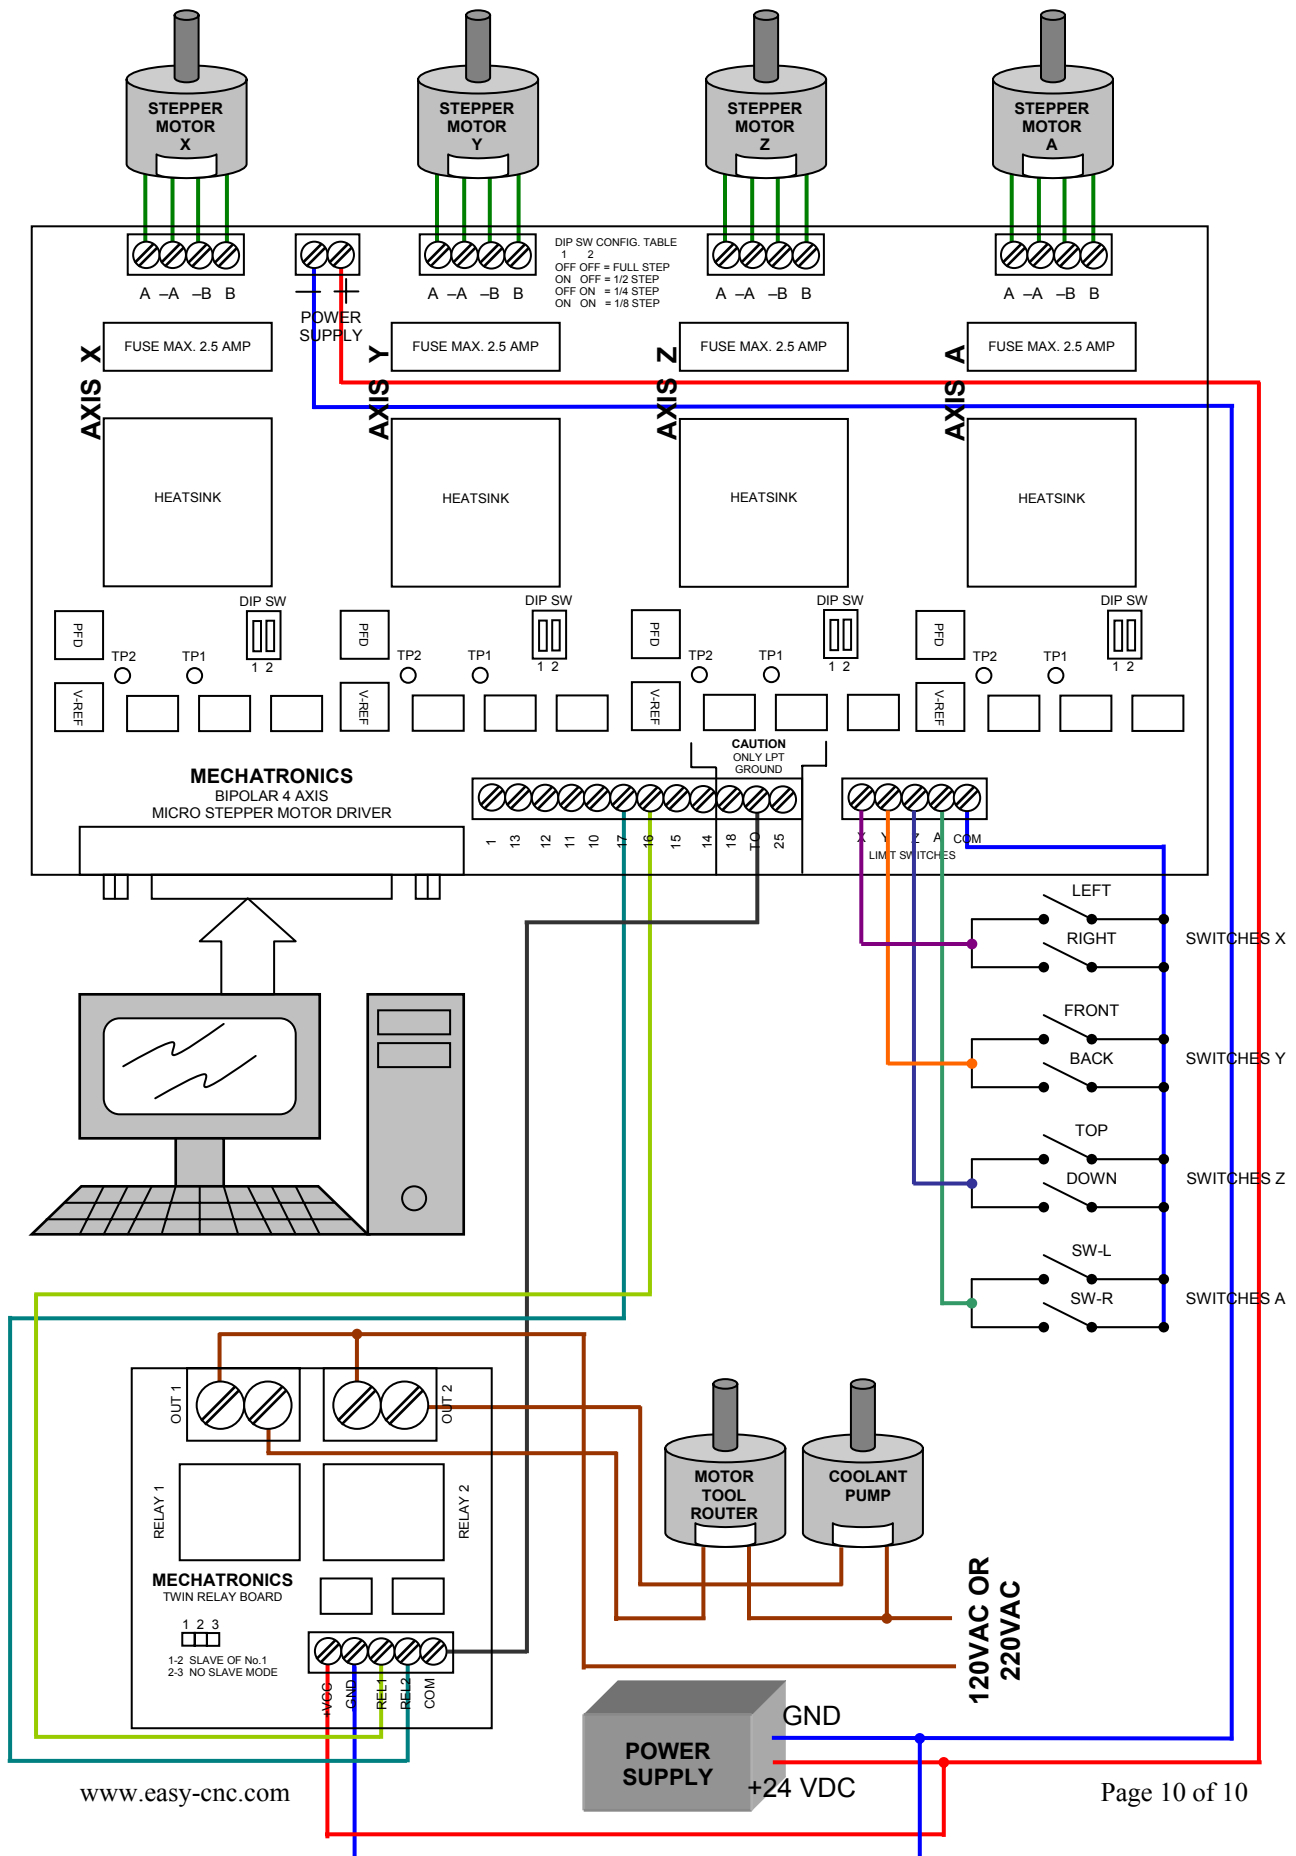 STEPPER
MOTOR
X
STEPPER
MOTOR
Y
STEPPER
MOTOR
Z
STEPPER
MOTOR
A
A –A –B B
POWER
SUPPLY
A –A –B B
DIP SW CONFIG. TABLE
1 2
OFF OFF = FULL STEP
ON OFF = 1/2 STEP
OFF ON = 1/4 STEP
ON ON = 1/8 STEP
A –A –B B
A –A –B B
AXIS X
FUSE MAX. 2.5 AMP
AXIS Y
FUSE MAX. 2.5 AMP
AXIS Z
FUSE MAX. 2.5 AMP
AXIS A
FUSE MAX. 2.5 AMP
HEATSINK
HEATSINK
HEATSINK
HEATSINK
PFD
TP2
TP1
DIP SW
1 2
V-REF
PFD
TP2
TP1
DIP SW
1 2
V-REF
PFD
TP2
TP1
DIP SW
1 2
V-REF
PFD
TP2
TP1
DIP SW
1 2
V-REF
MECHATRONICS
BIPOLAR 4 AXIS
MICRO STEPPER MOTOR DRIVER
CAUTION
ONLY LPT
GROUND
1 13 12 11 10 17 16 15 14 18 TO 25
X Y Z A COM
LIMIT SWITCHES
LEFT
RIGHT
SWITCHES X
FRONT
BACK
SWITCHES Y
TOP
DOWN
SWITCHES Z
SW-L
SW-R
SWITCHES A
OUT 1
OUT 2
RELAY 1
RELAY 2
MECHATRONICS
TWIN RELAY BOARD
1 2 3
1-2 SLAVE OF No.1
2-3 NO SLAVE MODE
+VCC GND REL1 REL2 COM
MOTOR
TOOL
ROUTER
COOLANT
PUMP
120VAC OR
220VAC
POWER
SUPPLY
GND
+24 VDC
www.easy-cnc.com
Page 10 of 10